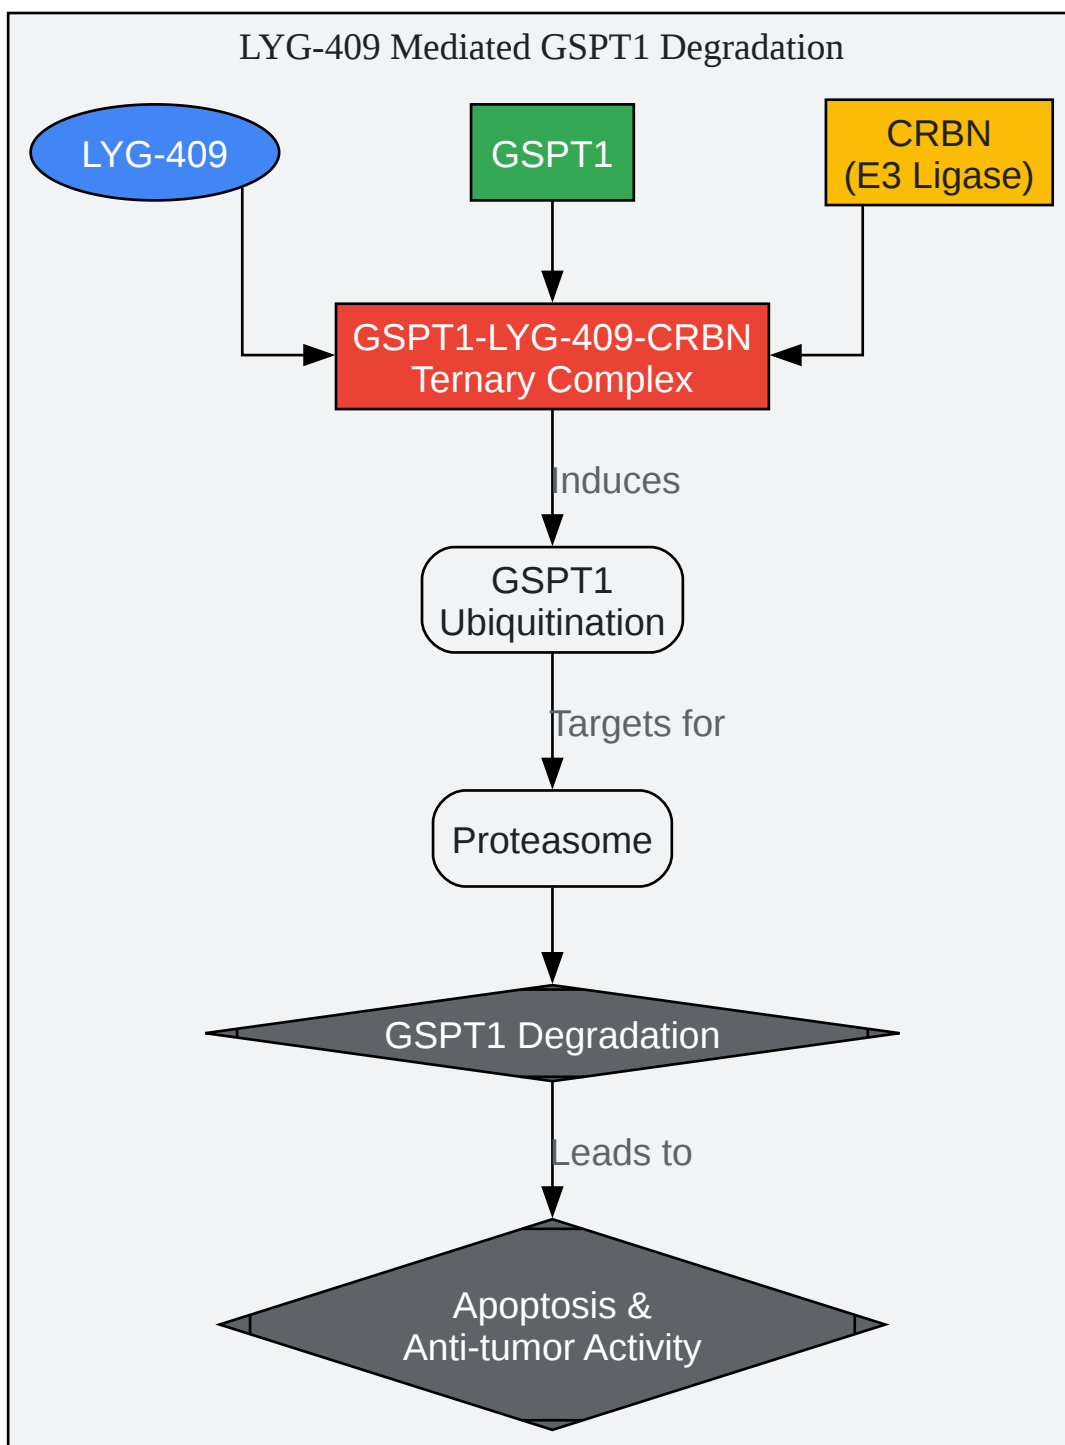 LYG-409 Mediated GSPT1 Degradation
LYG-409
GSPT1
CRBN
(E3 Ligase)
GSPT1-LYG-409-CRBN
Ternary Complex
Induces
GSPT1
Ubiquitination
Targets for
Proteasome
GSPT1 Degradation
Leads to
Apoptosis &
Anti-tumor Activity